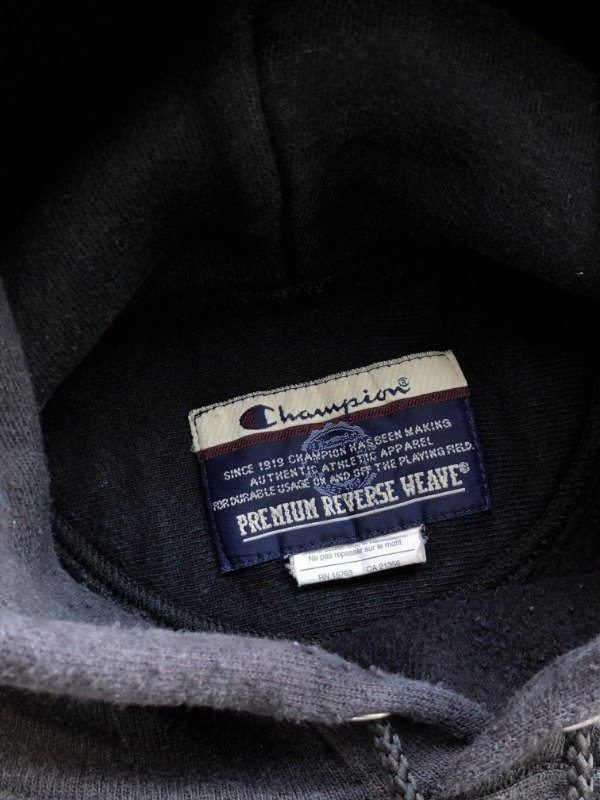 Champion®
SINCE 1919 CHAMPION HAS BEEN MAKING
AUTHENTIC ATHLETIC APPAREL
FOR DURABLE USAGE ON AND OFF THE PLAYING FIELD.
PREMIUM REVERSE WEAVE®
Ne pas repasser sur le motif.
RN 15763 CA 21356